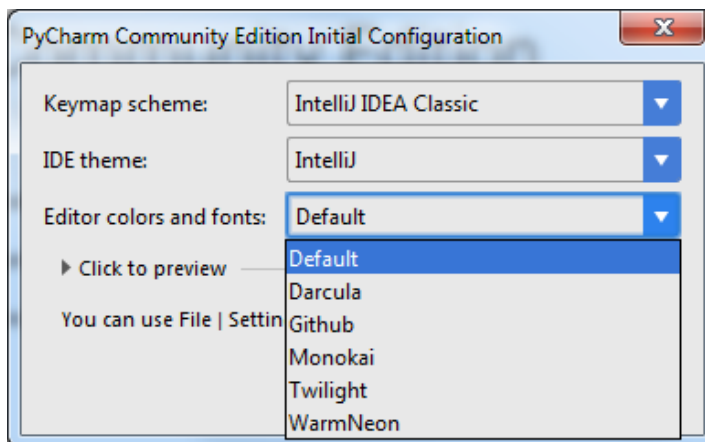 PyCharm Community Edition Initial Configuration
Keymap scheme: IntelliJ IDEA Classic
IDE theme: IntelliJ
Editor colors and fonts: Default
Default
Darcula
Click to preview
You can use File | Settin
Github
Monokai
Twilight
WarmNeon